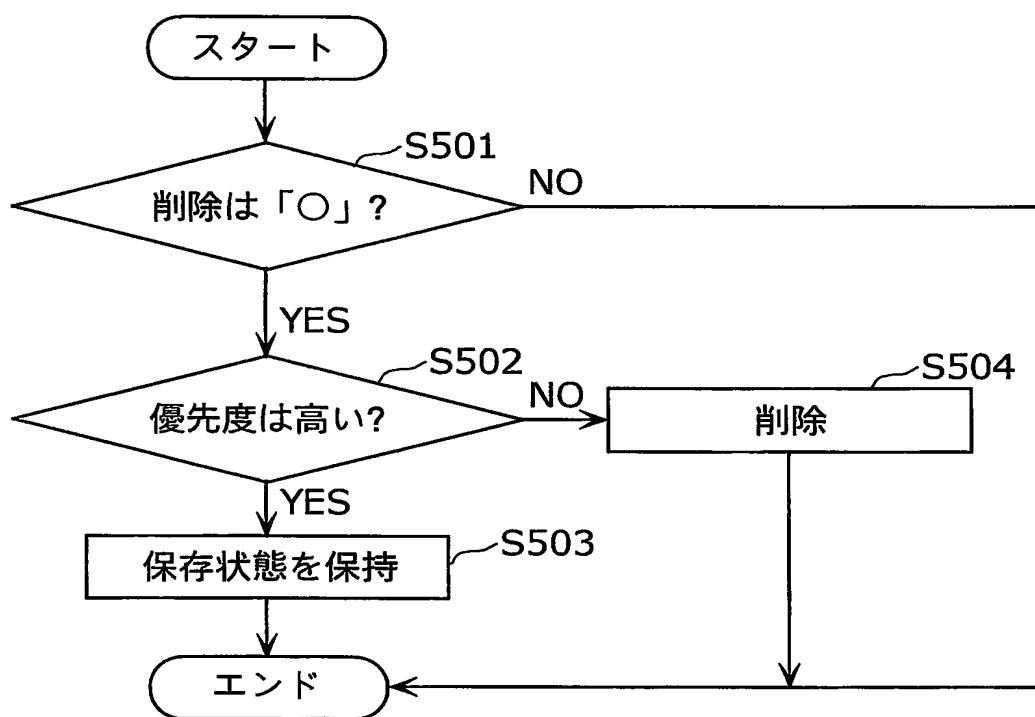 スタート
S501
削除は「○」?
NO
YES
S502
S504
優先度は高い?
NO
削除
YES
S503
保存状態を保持
エンド